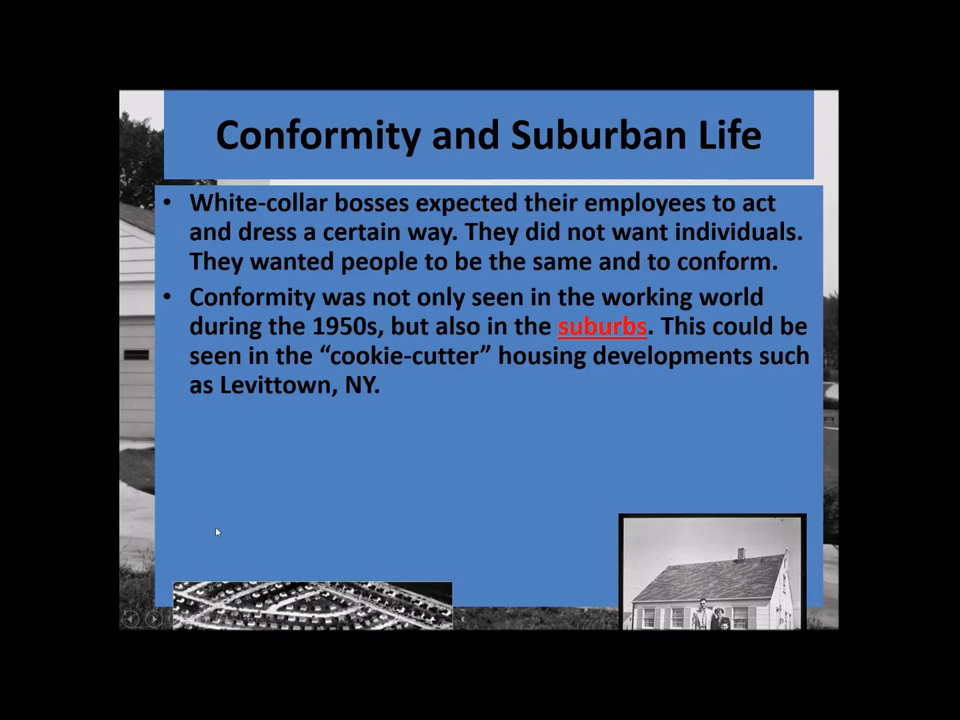 Conformity and Suburban Life
• White-collar bosses expected their employees to act
and dress a certain way. They did not want individuals.
They wanted people to be the same and to conform.
• Conformity was not only seen in the working world
during the 1950s, but also in the suburbs. This could be
seen in the “cookie-cutter” housing developments such
as Levittown, NY.